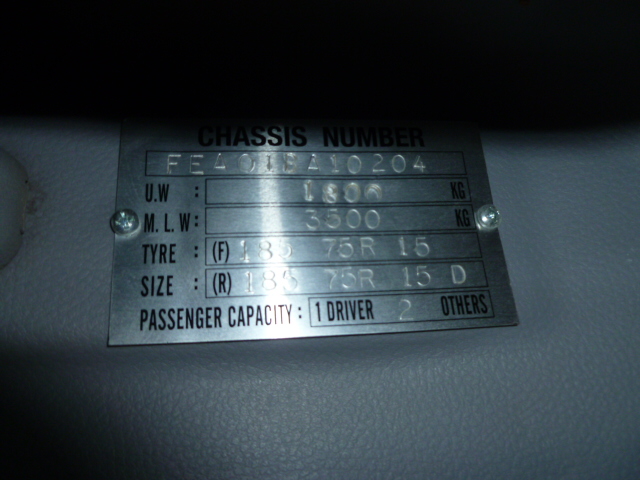 CHASSIS NUMBER
FE401BA10204
U.W : KG
M.L.W: 3500 KG
TYRE : (F) 185 75R 15
SIZE : (R) 185 75R 15 D
PASSENGER CAPACITY: 1 DRIVER 2 OTHERS